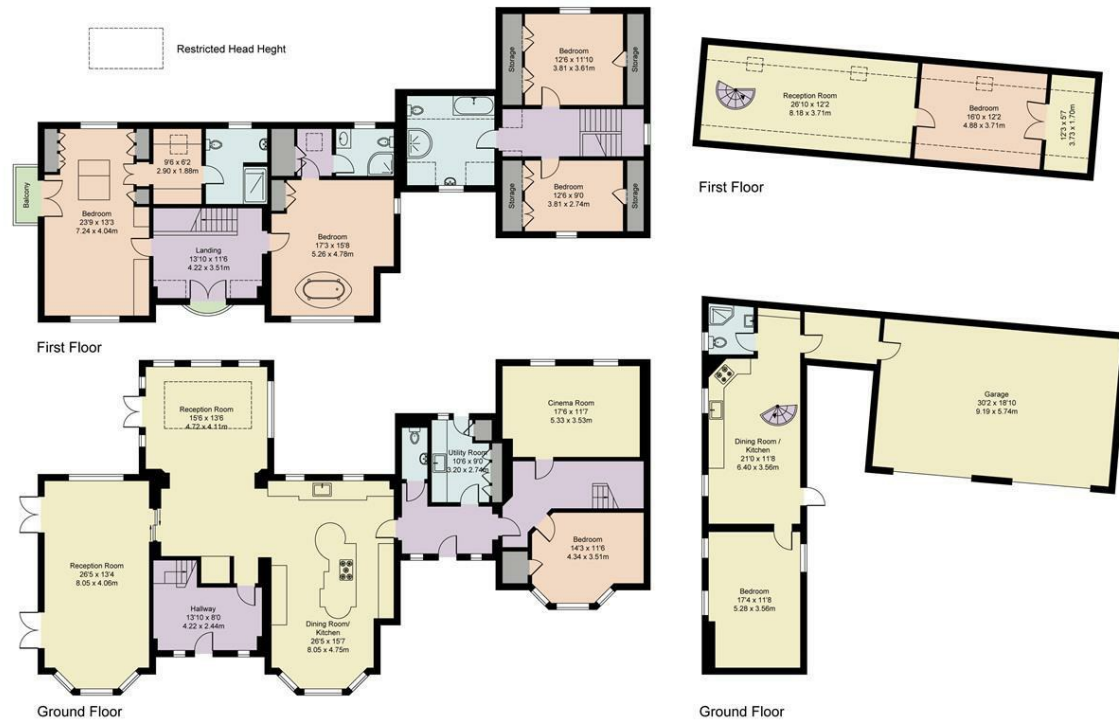 Restricted Head Heght
Balcony
Bedroom
23'9 x 13'3
7.24 x 4.04m
9'6 x 6'2
2.90 x 1.88m
Landing
13'10 x 11'6
4.22 x 3.51m
Bedroom
17'3 x 15'8
5.26 x 4.78m
Storage
Bedroom
12'6 x 11'10
3.81 x 3.61m
Storage
Storage
Bedroom
12'6 x 9'0
3.81 x 2.74m
Storage
First Floor
Reception Room
26'10 x 12'2
8.18 x 3.71m
Bedroom
16'0 x 12'2
4.88 x 3.71m
12'3 x 5'7
3.73 x 1.70m
First Floor
Reception Room
15'6 x 13'6
4.72 x 4.11m
Reception Room
26'5 x 13'4
8.05 x 4.06m
Hallway
13'10 x 8'0
4.22 x 2.44m
Dining Room/
Kitchen
26'5 x 15'7
8.05 x 4.75m
Utility Room
10'6 x 9'0
3.20 x 2.74m
Cinema Room
17'6 x 11'7
5.33 x 3.53m
Bedroom
14'3 x 11'6
4.34 x 3.51m
Ground Floor
Dining Room /
Kitchen
21'0 x 11'8
6.40 x 3.56m
Garage
30'2 x 18'10
9.19 x 5.74m
Bedroom
17'4 x 11'8
5.28 x 3.56m
Ground Floor